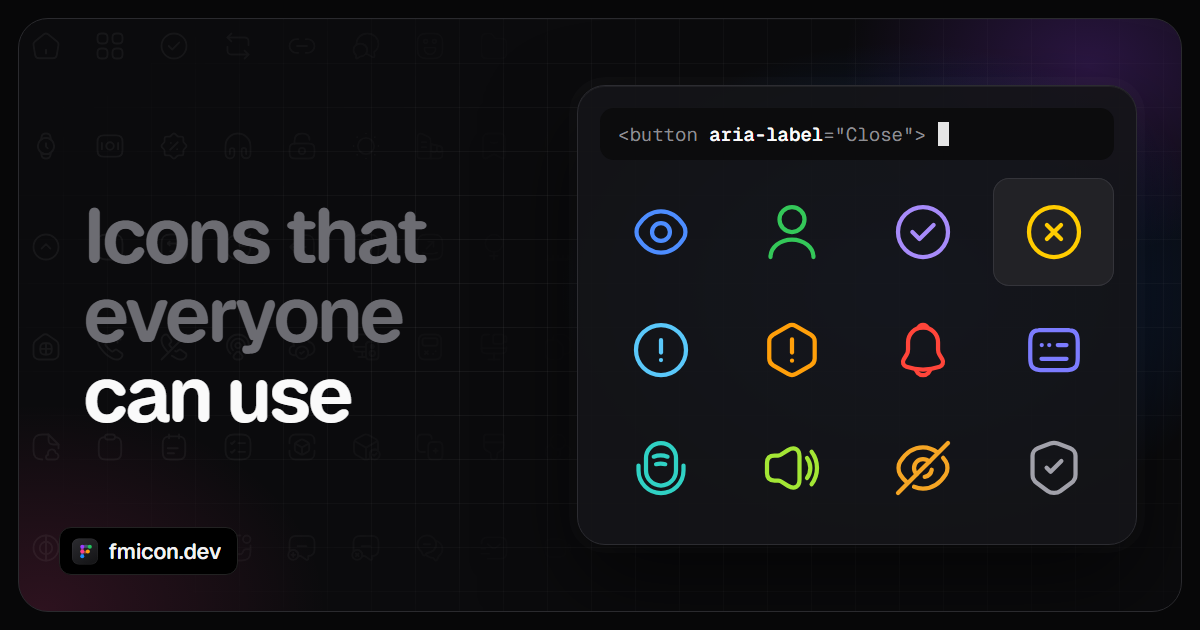 Icons that
everyone
can use
<button aria-label="Close">
fmicon.dev